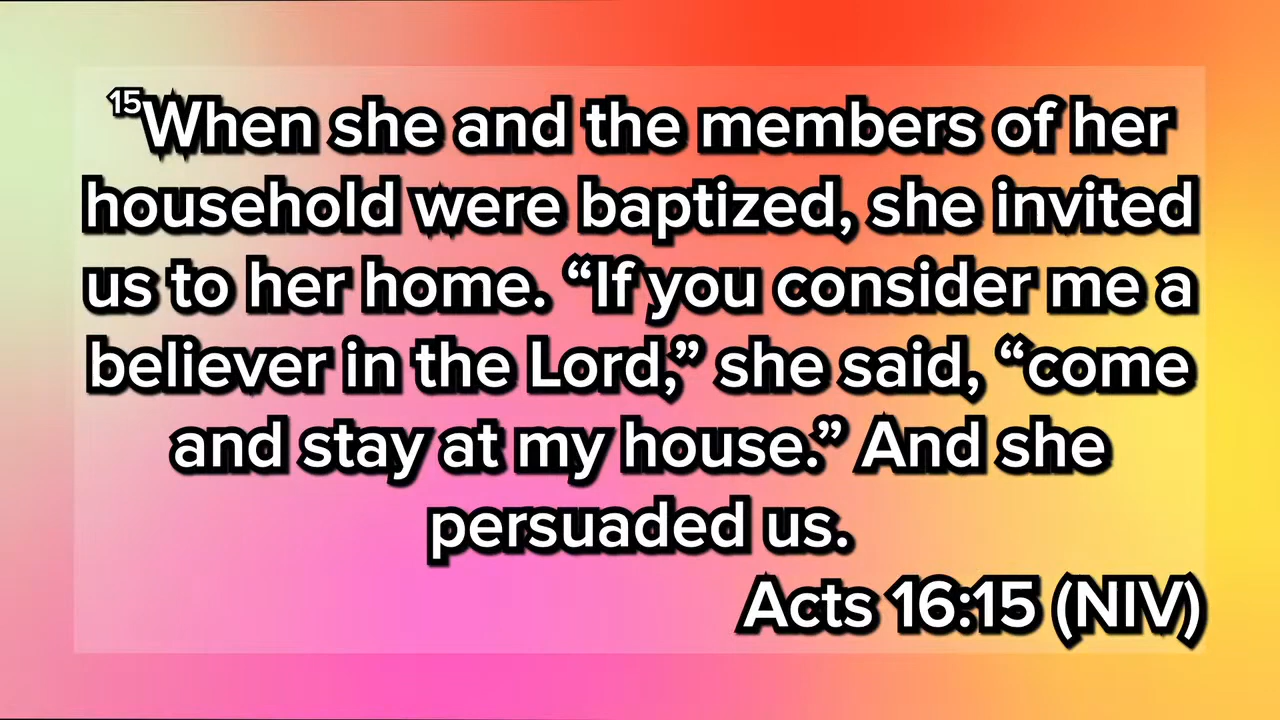 15When she and the members of her
household were baptized, she invited
us to her home. “If you consider me a
believer in the Lord,” she said, “come
and stay at my house.” And she
persuaded us.
Acts 16:15 (NIV)